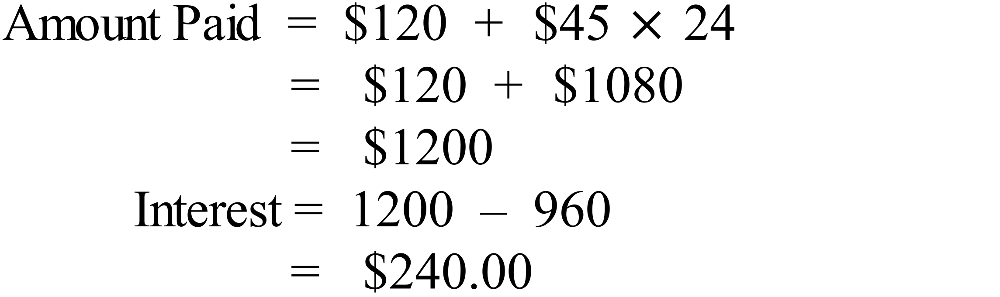 Amount Paid = $120 + $45 × 24
= $120 + $1080
= $1200
Interest = 1200 – 960
= $240.00